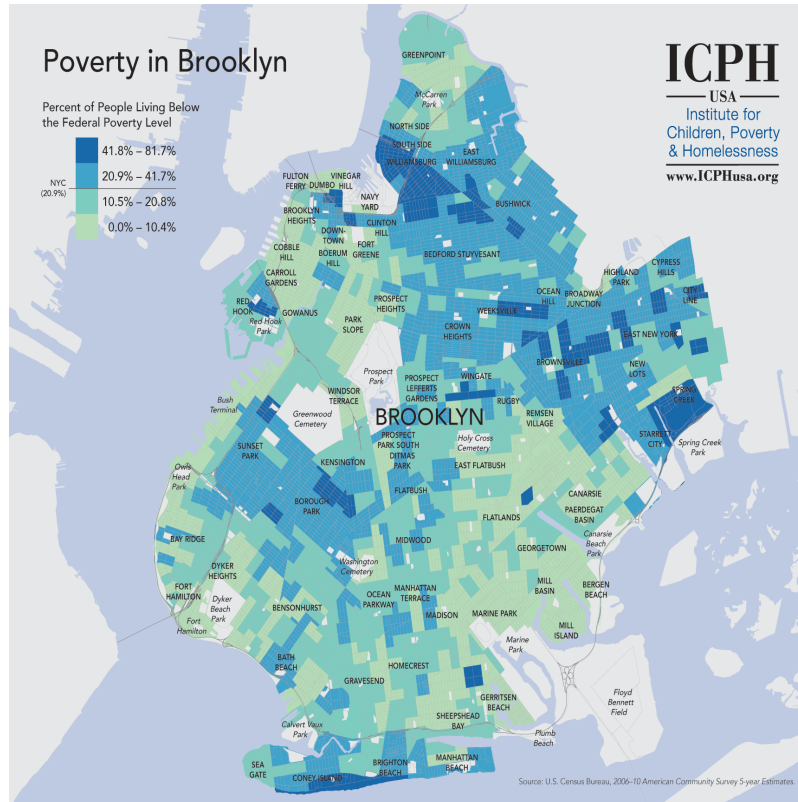 Poverty in Brooklyn
Percent of People Living Below
the Federal Poverty Level
41.8% – 81.7%
20.9% – 41.7%
NYC
(20.9%)
10.5% – 20.8%
0.0% – 10.4%
ICPH
USA
Institute for
Children, Poverty
& Homelessness
www.ICPHusa.org
GREENPOINT
McCarren
Park
NORTH SIDE
SOUTH SIDE
WILLIAMSBURG
EAST
WILLIAMSBURG
FULTON
FERRY
DUMBO
VINEGAR
HILL
NAVY
YARD
BUSHWICK
BROOKLYN
HEIGHTS
CLINTON
HILL
DOWN-
TOWN
FORT
GREENE
COBBLE
HILL
BOERUM
HILL
BEDFORD STUYVESANT
CYPRESS
HILLS
HIGHLAND
PARK
CARROLL
GARDENS
OCEAN
HILL
BROADWAY
JUNCTION
CITY
LINE
RED
HOOK
Red Hook
Park
GOWANUS
PROSPECT
HEIGHTS
WEEKSVILLE
PARK
SLOPE
CROWN
HEIGHTS
EAST NEW YORK
BROWNSVILLE
NEW
LOTS
Prospect
Park
PROSPECT
LEFFERTS
GARDENS
WINGATE
WINDSOR
TERRACE
SPRING
CREEK
RUGBY
Bush
Terminal
Greenwood
Cemetery
BROOKLYN
REMSEN
VILLAGE
STARRETT
CITY
Spring Creek
Park
SUNSET
PARK
PROSPECT
PARK SOUTH
Holy Cross
Cemetery
DITMAS
PARK
KENSINGTON
EAST FLATBUSH
Owls
Head
Park
FLATBUSH
CANARSIE
BOROUGH
PARK
PAERDEGAT
BASIN
FLATLANDS
BAY RIDGE
MIDWOOD
Canarsie
Beach
Park
GEORGETOWN
Washington
Cemetery
DYKER
HEIGHTS
FORT
HAMILTON
Dyker
Beach
Park
OCEAN
PARKWAY
MANHATTAN
TERRACE
MILL
BASIN
BERGEN
BEACH
BENSONHURST
MADISON
MARINE PARK
Fort
Hamilton
MILL
ISLAND
Marine
Park
BATH
BEACH
HOMECREST
GRAVESEND
Floyd
Bennett
Field
GERRITSEN
BEACH
SHEEPSHEAD
BAY
Calvert Vaux
Park
Plumb
Beach
SEA
GATE
CONEY ISLAND
BRIGHTON
BEACH
MANHATTAN
BEACH
Source: U.S. Census Bureau, 2006–10 American Community Survey 5-year Estimates.